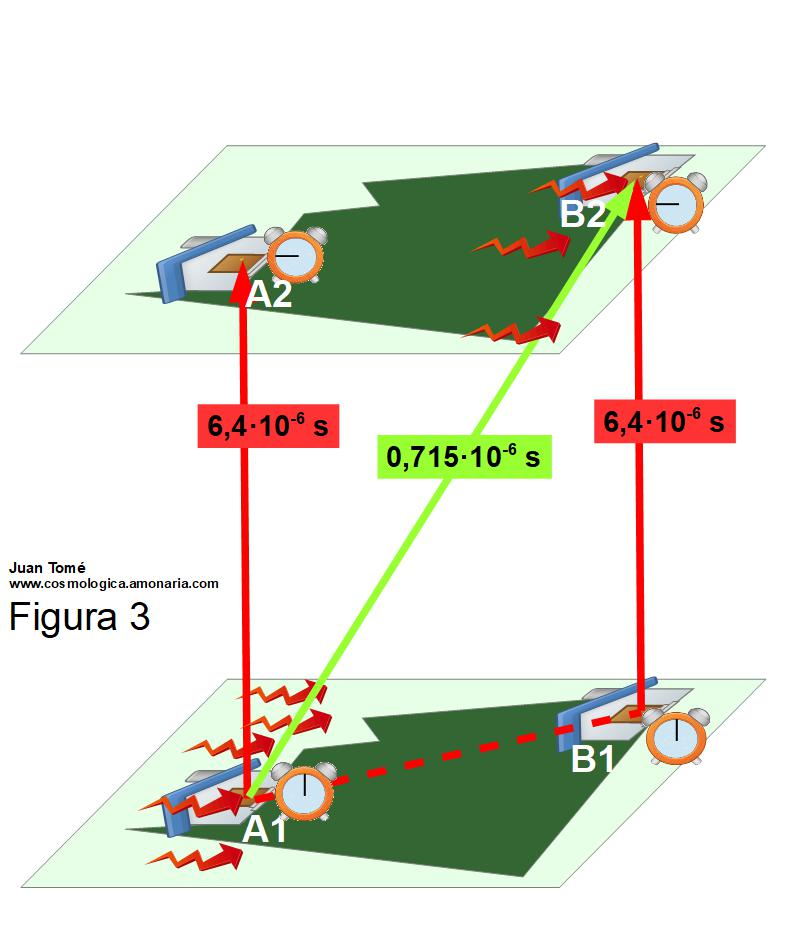 B2
A2
6,4·10-6 s
6,4·10-6 s
0,715·10-6 s
Juan Tomé
www.cosmologica.amonaria.com
Figura 3
B1
A1